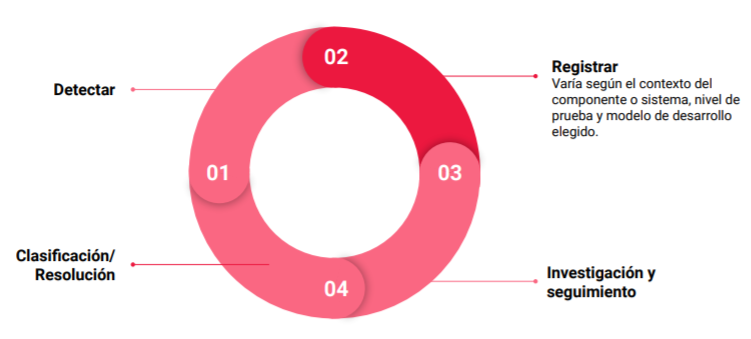 02
Registrar
Varía según el contexto del
componente o sistema, nivel de
prueba y modelo de desarrollo
elegido.
Detectar
01
03
Clasificación/
Resolución
04
Investigación y
seguimiento